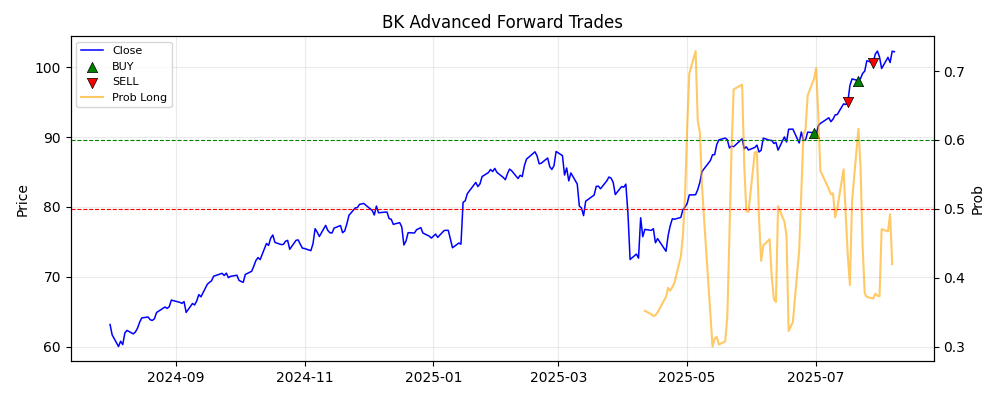 BK Advanced Forward Trades
Close
BUY
SELL
Prob Long
Price
100
90
80
70
60
Prob
0.7
0.6
0.5
0.4
0.3
2024-09
2024-11
2025-01
2025-03
2025-05
2025-07